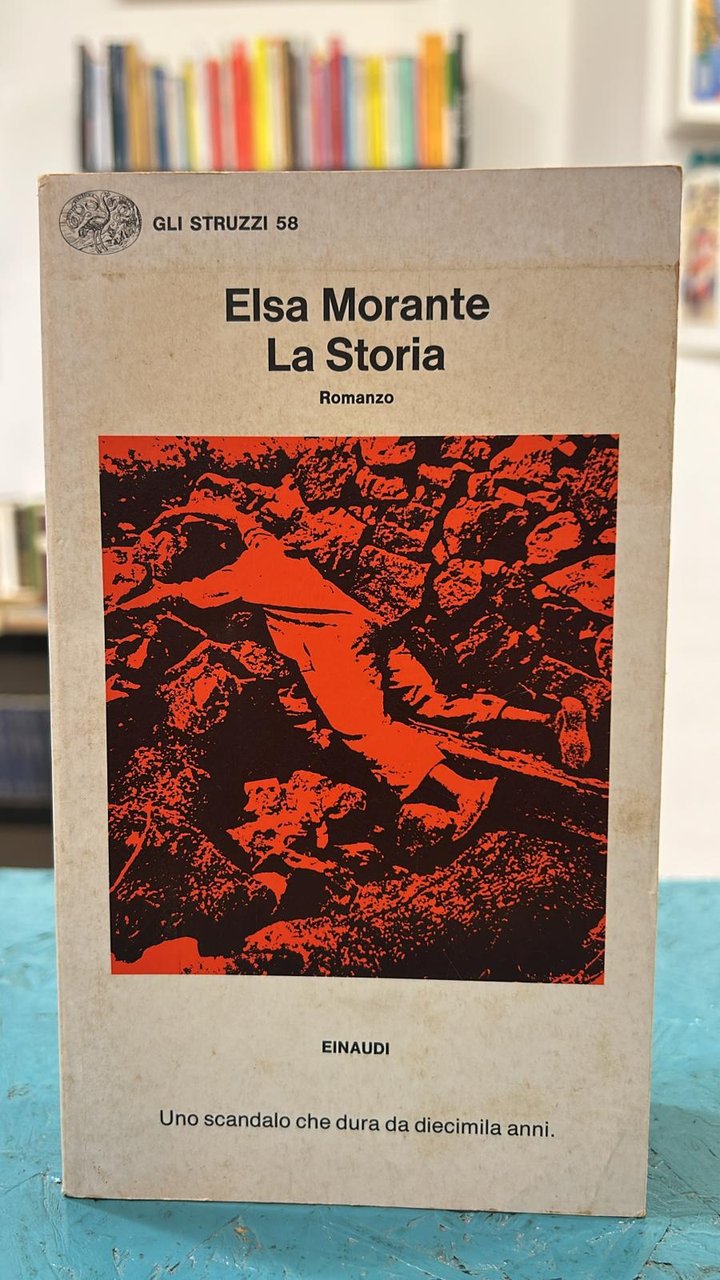 GLI STRUZZI 58
Elsa Morante
La Storia
Romanzo
EINAUDI
Uno scandalo che dura da diecimila anni.